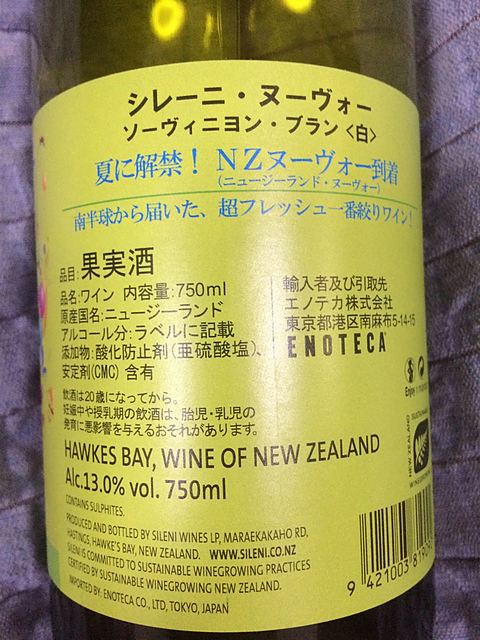 シレーニ・ヌーヴォー
ソーヴィニヨン・ブラン〈白〉
夏に解禁！ NZヌーヴォー到着
(ニュージーランド・ヌーヴォー)
南半球から届いた、超フレッシュ一番絞りワイン！
品目:果実酒
品名:ワイン 内容量:750ml
原産国名:ニュージーランド
アルコール分:ラベルに記載
添加物:酸化防止剤(亜硫酸塩)、
安定剤(CMC) 含有
輸入者及び引取先
エノテカ株式会社
東京都港区南麻布5-14-15
ENOTECA
飲酒は20歳になってから。
妊娠中や授乳期の飲酒は、胎児・乳児の
発育に悪影響を与えるおそれがあります。
HAWKES BAY, WINE OF NEW ZEALAND
Alc.13.0% vol. 750ml
CONTAINS SULPHITES.
PRODUCED AND BOTTLED BY SILENI WINES LP, MARAEKAKAHO RD,
HASTINGS, HAWKE'S BAY, NEW ZEALAND. WWW.SILENI.CO.NZ
SILENI IS COMMITTED TO SUSTAINABLE WINEGROWING PRACTICES
CERTIFIED BY SUSTAINABLE WINEGROWING NEW ZEALAND.
IMPORTED BY: ENOTECA CO., LTD, TOKYO, JAPAN
Enjoy
NEW ZEALAND
9 421003 8190